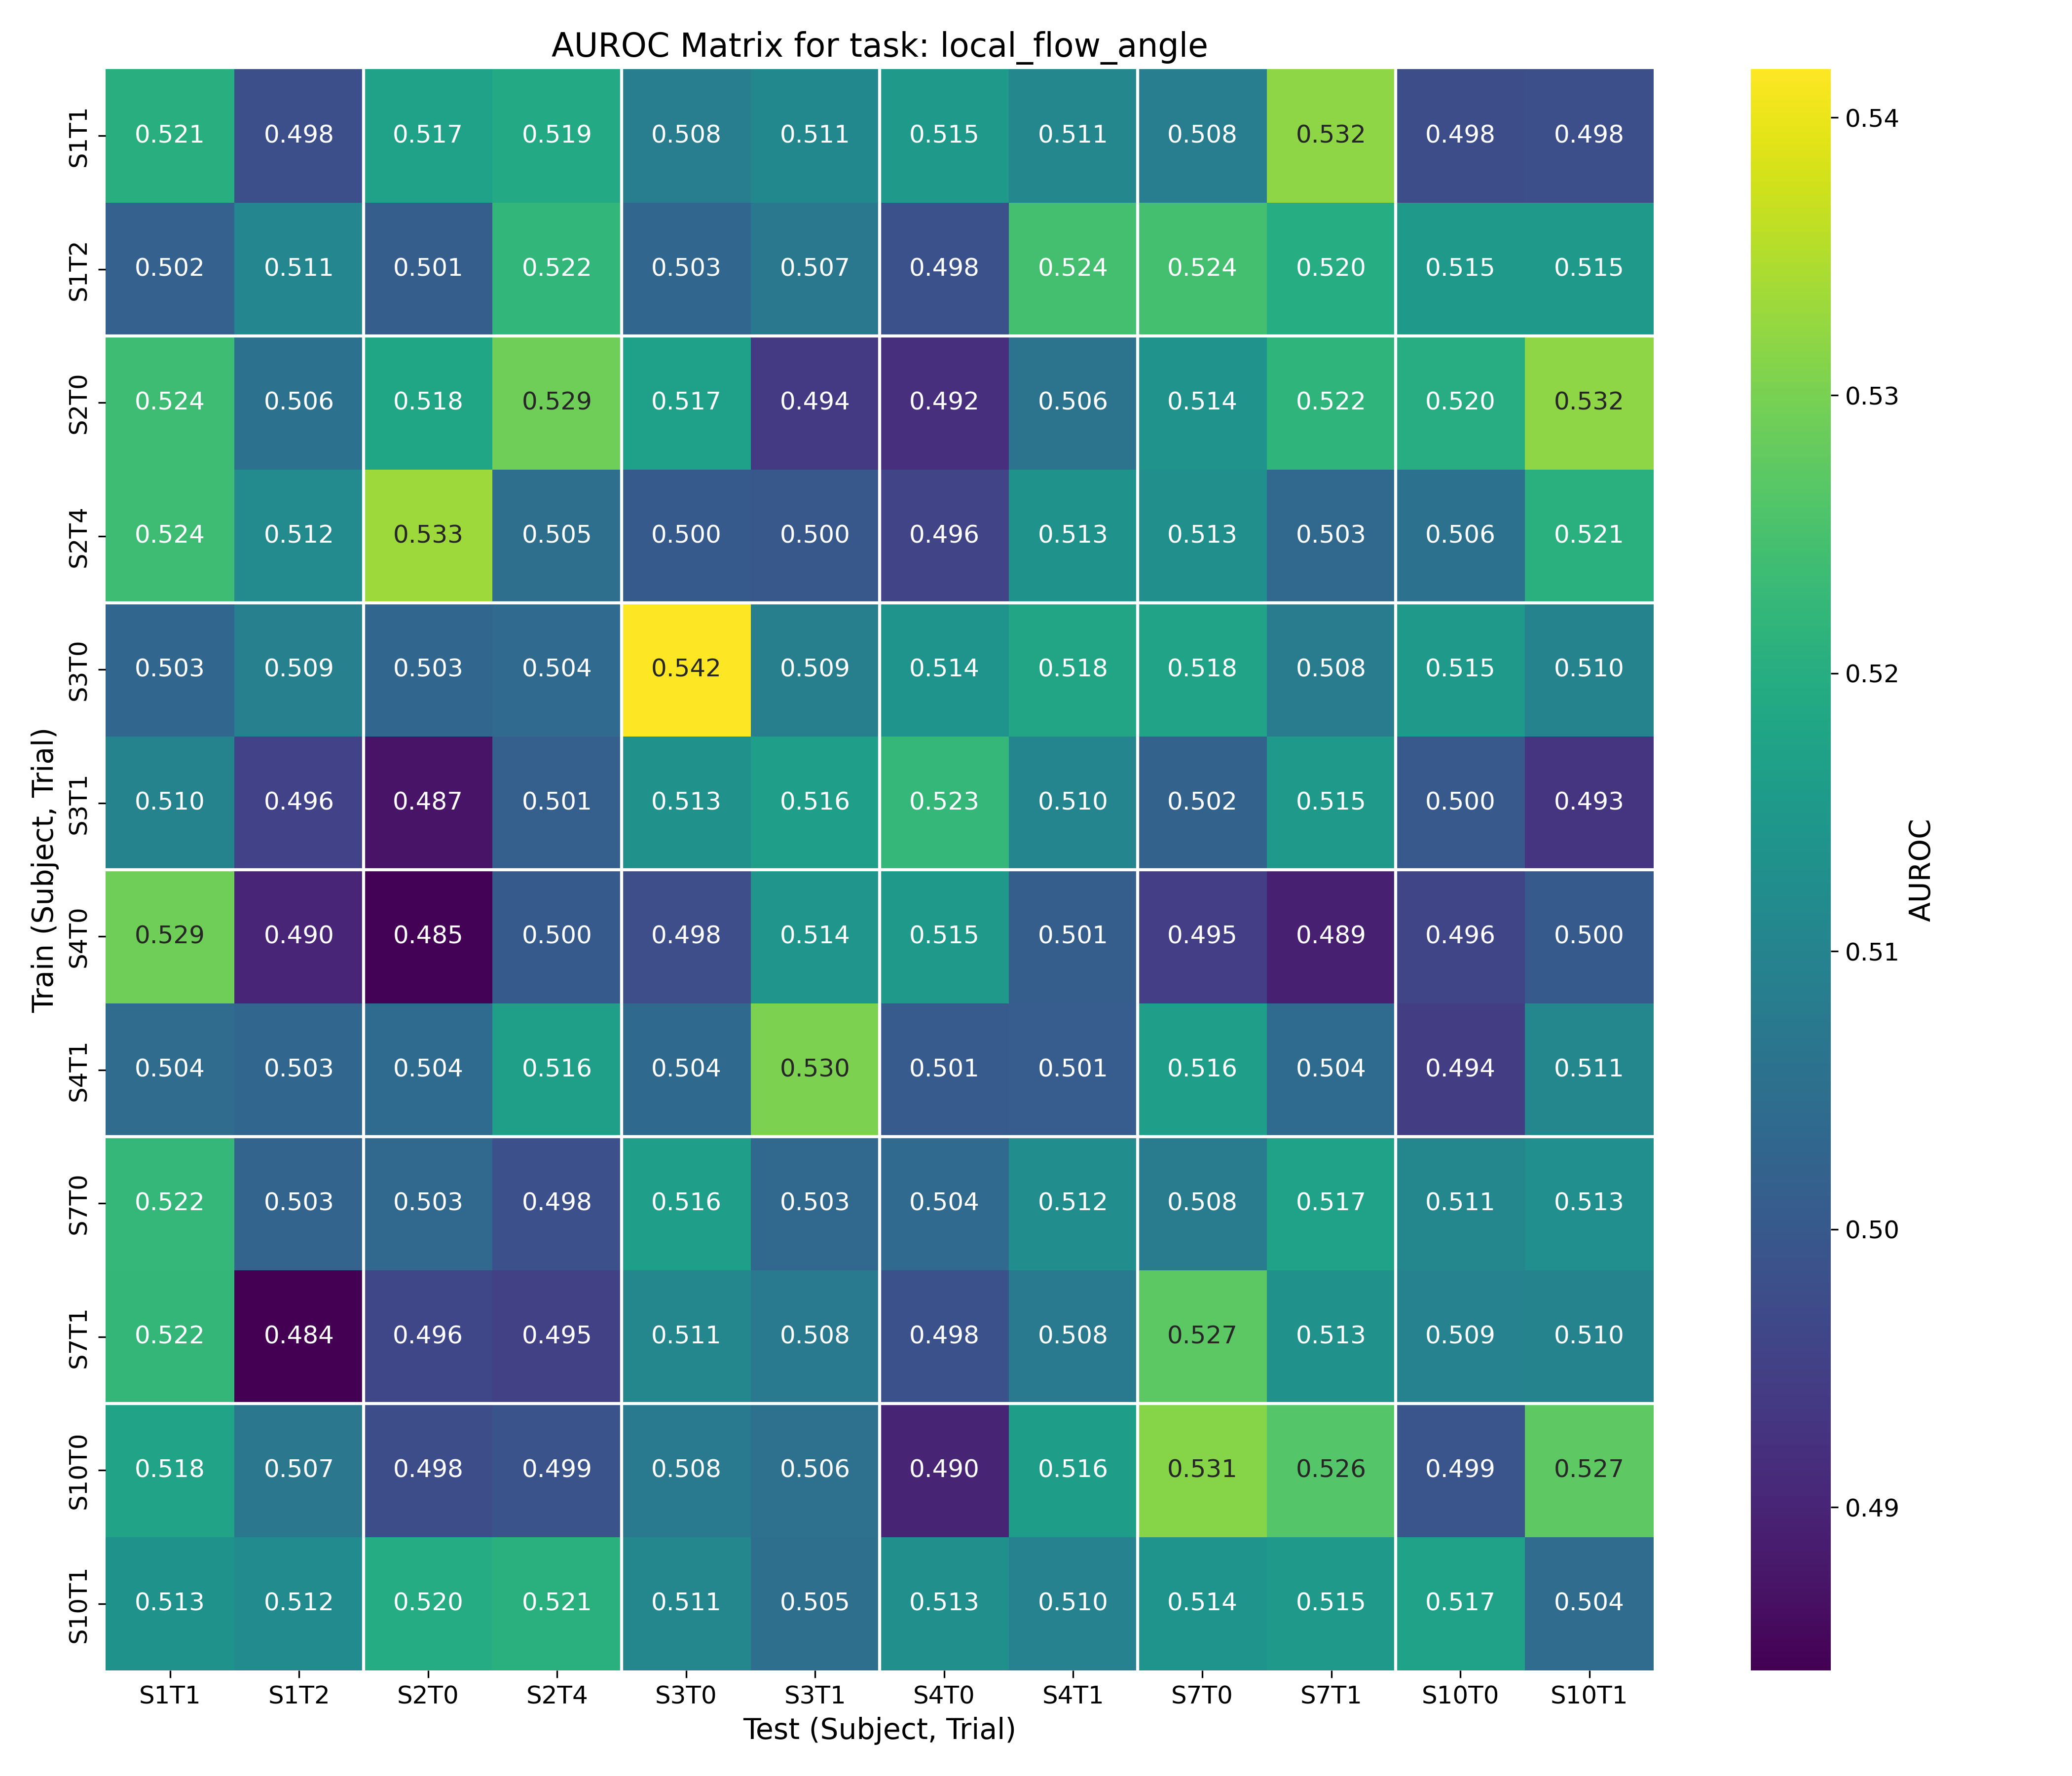 AUROC Matrix for task: local_flow_angle
S1T1 0.521 0.498 0.517 0.519 0.508 0.511 0.515 0.511 0.508 0.532 0.498 0.498
S1T2 0.502 0.511 0.501 0.522 0.503 0.507 0.498 0.524 0.524 0.520 0.515 0.515
S2T0 0.524 0.506 0.518 0.529 0.517 0.494 0.492 0.506 0.514 0.522 0.520 0.532
S2T4 0.524 0.512 0.533 0.505 0.500 0.500 0.496 0.513 0.513 0.503 0.506 0.521
S3T0 0.503 0.509 0.503 0.504 0.542 0.509 0.514 0.518 0.518 0.508 0.515 0.510
S3T1 0.510 0.496 0.487 0.501 0.513 0.516 0.523 0.510 0.502 0.515 0.500 0.493
S4T0 0.529 0.490 0.485 0.500 0.498 0.514 0.515 0.501 0.495 0.489 0.496 0.500
S4T1 0.504 0.503 0.504 0.516 0.504 0.530 0.501 0.501 0.516 0.504 0.494 0.511
S7T0 0.522 0.503 0.503 0.498 0.516 0.503 0.504 0.512 0.508 0.517 0.511 0.513
S7T1 0.522 0.484 0.496 0.495 0.511 0.508 0.498 0.508 0.527 0.513 0.509 0.510
S10T0 0.518 0.507 0.498 0.499 0.508 0.506 0.490 0.516 0.531 0.526 0.499 0.527
S10T1 0.513 0.512 0.520 0.521 0.511 0.505 0.513 0.510 0.514 0.515 0.517 0.504
S1T1 S1T2 S2T0 S2T4 S3T0 S3T1 S4T0 S4T1 S7T0 S7T1 S10T0 S10T1
Test (Subject, Trial)
Train (Subject, Trial)
0.54
0.53
0.52
0.51
0.50
0.49
AUROC